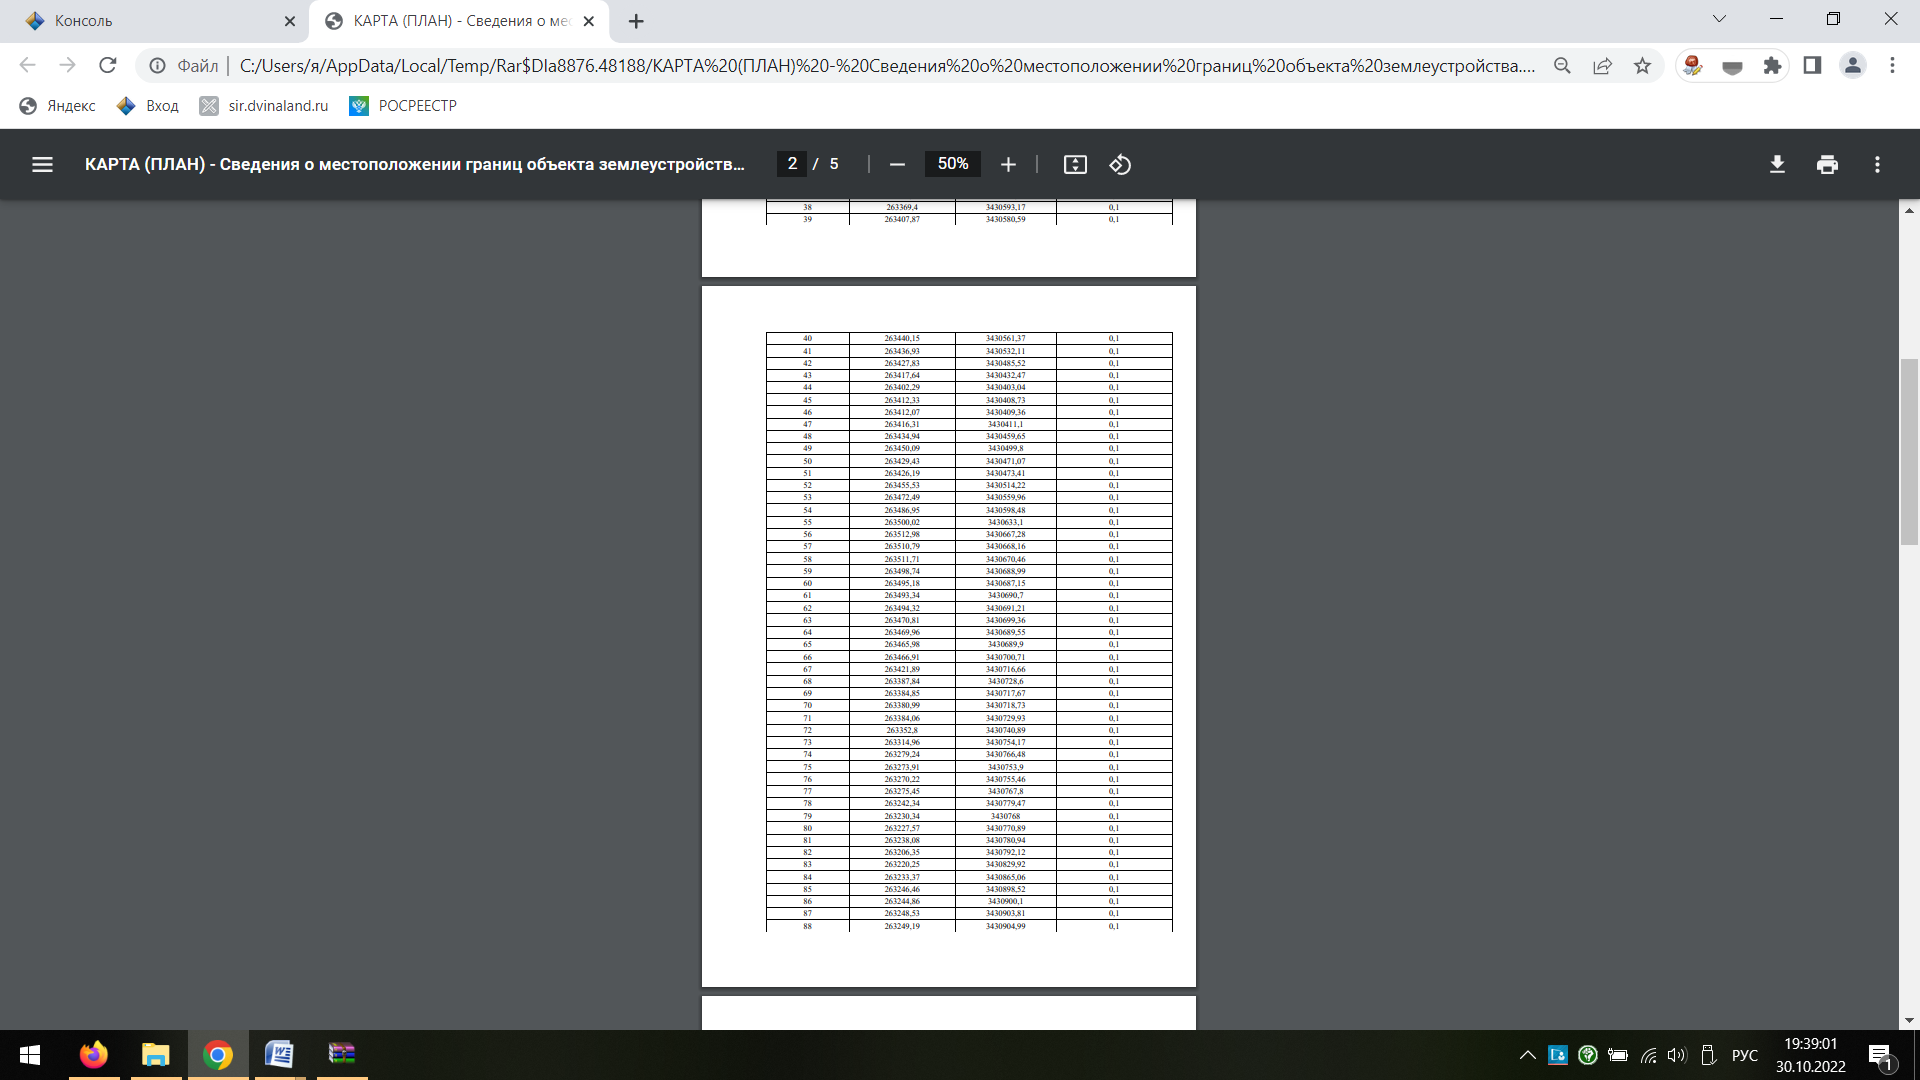 Консоль
КАРТА (ПЛАН) - Сведения о мес
Файл
C:/Users/я/AppData/Local/Temp/Rar$DIa8876.48188/КАРТА%20(ПЛАН)%20-%20Сведения%20о%20местоположении%20границ%20объекта%20землеустройства....
Яндекс Вход sir.dvinaland.ru РОСРЕЕСТР
КАРТА (ПЛАН) - Сведения о местоположении границ объекта землеустройств... 2 / 5 50%
38 263369,4 3430593,17 0,1
39 263407,87 3430580,59 0,1
40 263440,15 3430561,37 0,1
41 263436,93 3430532,11 0,1
42 263427,83 3430485,52 0,1
43 263417,64 3430432,47 0,1
44 263402,29 3430403,04 0,1
45 263412,33 3430408,73 0,1
46 263412,07 3430409,36 0,1
47 263416,31 3430411,1 0,1
48 263434,94 3430459,65 0,1
49 263450,09 3430499,8 0,1
50 263429,43 3430471,07 0,1
51 263426,19 3430473,41 0,1
52 263455,53 3430514,22 0,1
53 263472,49 3430559,96 0,1
54 263486,95 3430598,48 0,1
55 263500,02 3430633,1 0,1
56 263512,98 3430667,28 0,1
57 263510,79 3430668,16 0,1
58 263511,71 3430670,46 0,1
59 263498,74 3430688,99 0,1
60 263495,18 3430687,15 0,1
61 263493,34 3430690,7 0,1
62 263494,32 3430691,21 0,1
63 263470,81 3430699,36 0,1
64 263469,96 3430689,55 0,1
65 263465,98 3430689,9 0,1
66 263466,91 3430700,71 0,1
67 263421,89 3430716,66 0,1
68 263387,84 3430728,6 0,1
69 263384,85 3430717,67 0,1
70 263380,99 3430718,73 0,1
71 263384,06 3430729,93 0,1
72 263352,8 3430740,89 0,1
73 263314,96 3430754,17 0,1
74 263279,24 3430766,48 0,1
75 263273,91 3430753,9 0,1
76 263270,22 3430755,46 0,1
77 263275,45 3430767,8 0,1
78 263242,34 3430779,47 0,1
79 263230,34 3430768 0,1
80 263227,57 3430770,89 0,1
81 263238,08 3430780,94 0,1
82 263206,35 3430792,12 0,1
83 263220,25 3430829,92 0,1
84 263233,37 3430865,06 0,1
85 263246,46 3430898,52 0,1
86 263244,86 3430900,1 0,1
87 263248,53 3430903,81 0,1
88 263249,19 3430904,99 0,1
РУС
19:39:01
30.10.2022
1